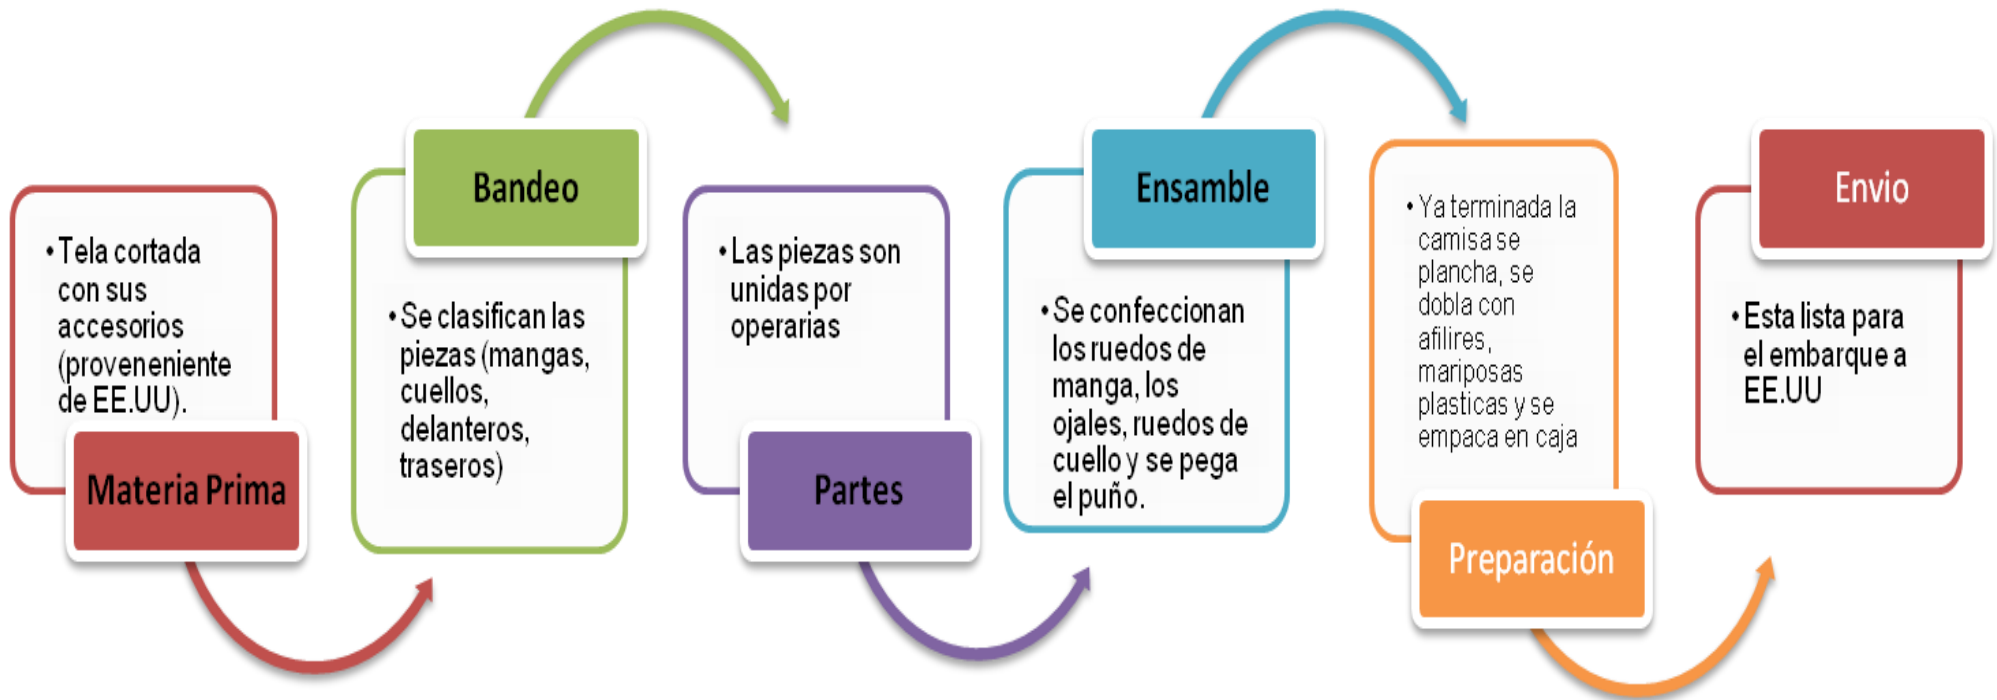 • Tela cortada
con sus
accesorios
(proveneniente
de EE.UU).
Materia Prima
Bandeo
• Se clasifican las
piezas (mangas,
cuellos,
delanteros,
traseros)
• Las piezas son
unidas por
operarias
Partes
Ensamble
• Se confeccionan
los ruedos de
manga, los
ojales, ruedos de
cuello y se pega
el puño.
• Ya terminada la
camisa se
plancha, se
dobla con
afilires,
mariposas
plasticas y se
empaca en caja
Preparación
Envio
• Esta lista para
el embarque a
EE.UU